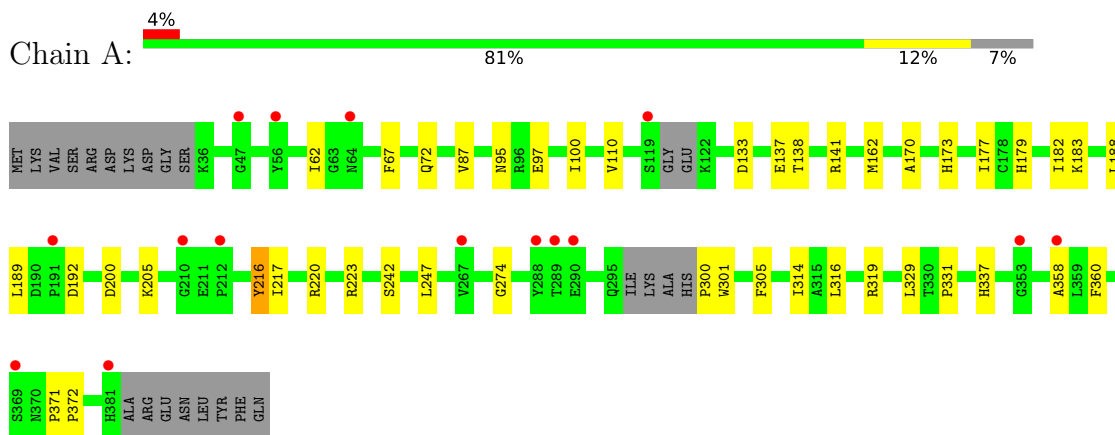 4%
Chain A:
81% 12% 7%
MET LYS VAL SER ARG ASP LYS ASP GLY SER K36 G47 Y56 I62 G63 N64 F67 Q72 V87 N95 R96 E97 I100 V110 S119 GLY GLU K122 D133 E137 T138 R141 M162 A170 H173 I177 C178 H179 I182 K183 L188
L189 D190 P191 D192 D200 K205 G210 E211 P212 Y216 I217 R220 R223 S242 L247 V267 G274 Y288 T289 E290 Q295 ILE LYS ALA HIS P300 W301 F305 I314 A315 L316 R319 L329 T330 P331 H337 G353 A358 L359 F360
S369 N370 P371 P372 H381 ALA ARG GLU ASN LEU TYR PHE GLN